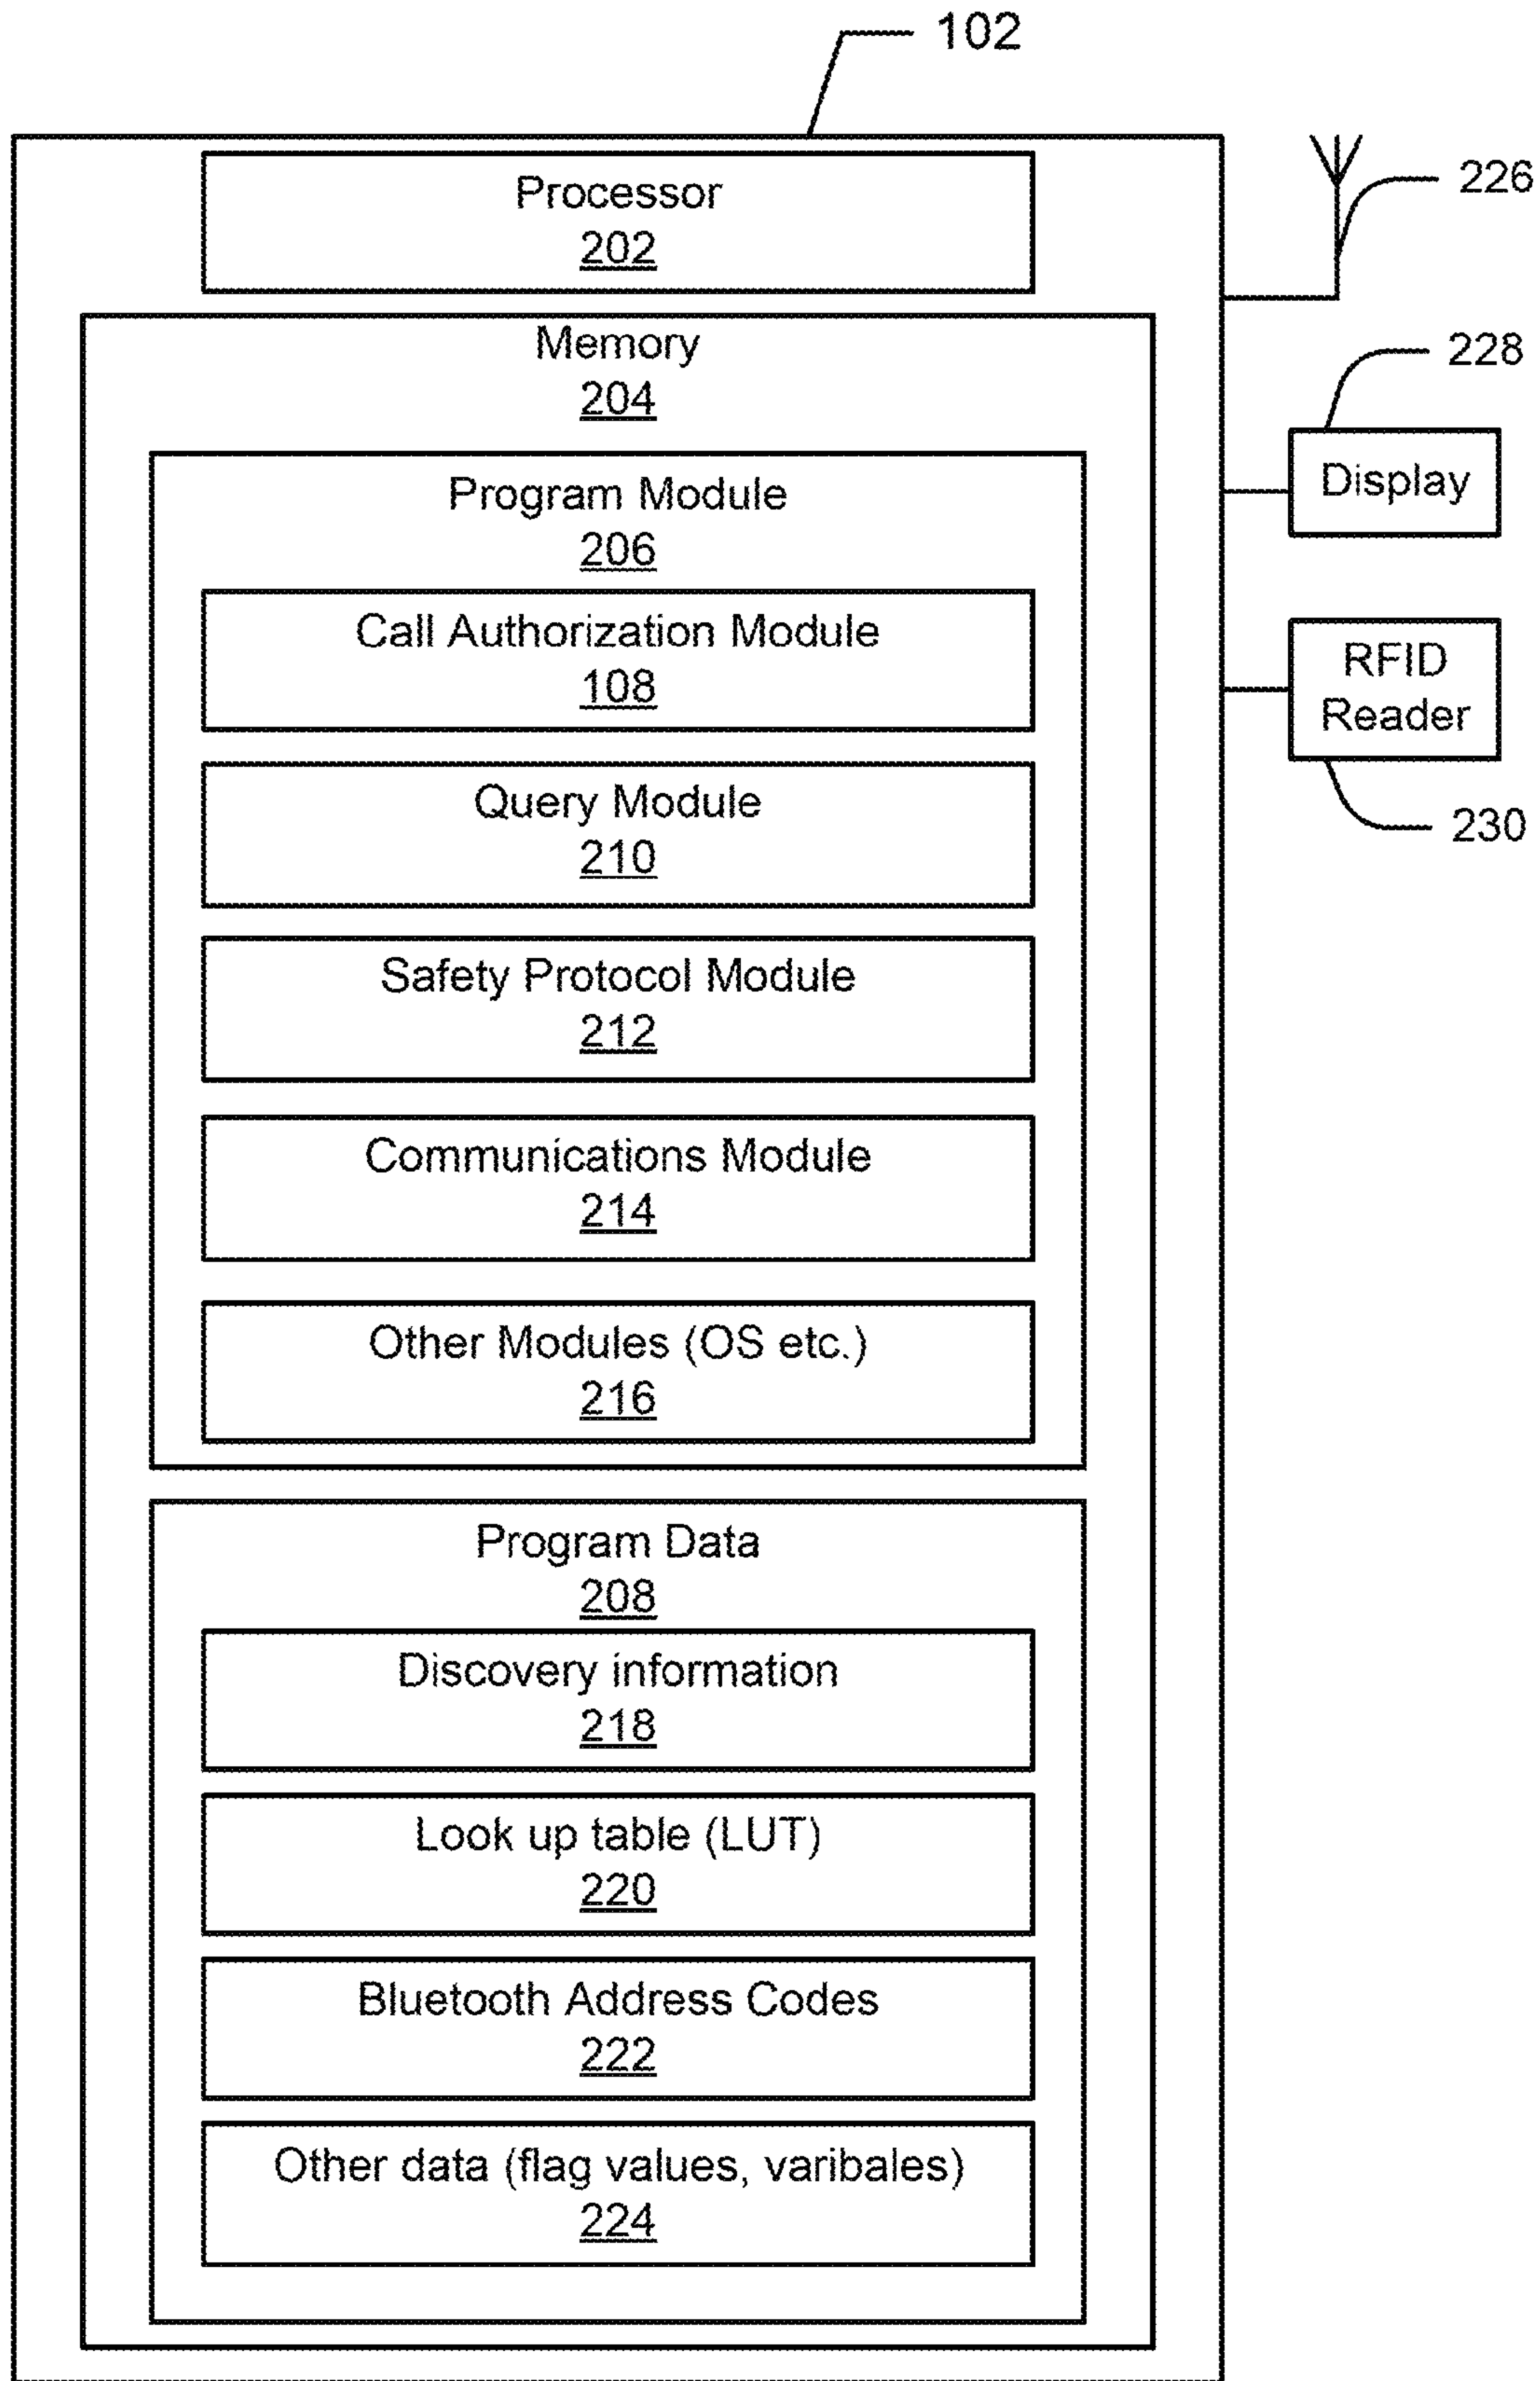 102
Processor
202
226
Memory
204
228
Display
Program Module
206
Call Authorization Module
108
RFID
Reader
230
Query Module
210
Safety Protocol Module
212
Communications Module
214
Other Modules (OS etc.)
216
Program Data
208
Discovery information
218
Look up table (LUT)
220
Bluetooth Address Codes
222
Other data (flag values, varibales)
224